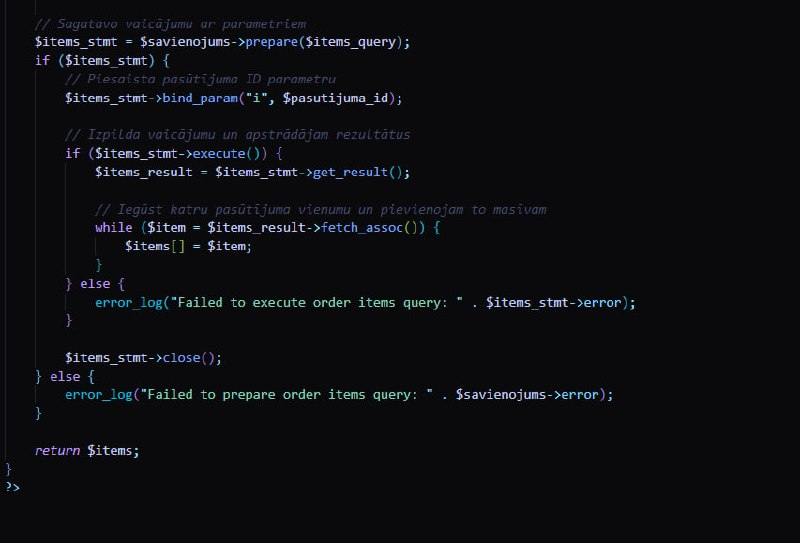 // Sagatavo vaicājumu ar parametriem
$items_stmt = $savienojums->prepare($items_query);
if ($items_stmt) {
// Piesaista pasūtījuma ID parametru
$items_stmt->bind_param("i", $pasutijuma_id);
// Izpilda vaicājumu un apstrādājam rezultātus
if ($items_stmt->execute()) {
$items_result = $items_stmt->get_result();
// Iegūst katru pasūtījuma vienumu un pievienojam to masīvam
while ($item = $items_result->fetch_assoc()) {
$items[] = $item;
}
} else {
error_log("Failed to execute order items query: " . $items_stmt->error);
}
$items_stmt->close();
} else {
error_log("Failed to prepare order items query: " . $savienojums->error);
}
return $items;
}
?>